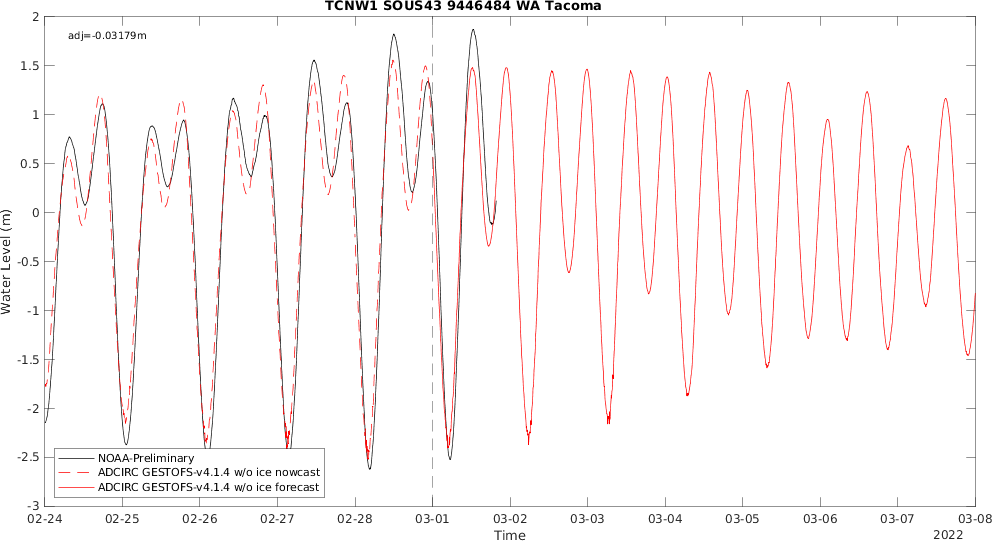 TCNW1 SOUS43 9446484 WA Tacoma
adj=-0.03179m
2
1.5
1
0.5
0
-0.5
-1
-1.5
-2
-2.5
-3
Water Level (m)
NOAA-Preliminary
ADCIRC GESTOFS-v4.1.4 w/o ice nowcast
ADCIRC GESTOFS-v4.1.4 w/o ice forecast
02-24 02-25 02-26 02-27 02-28 03-01 03-02 03-03 03-04 03-05 03-06 03-07 03-08
Time
2022